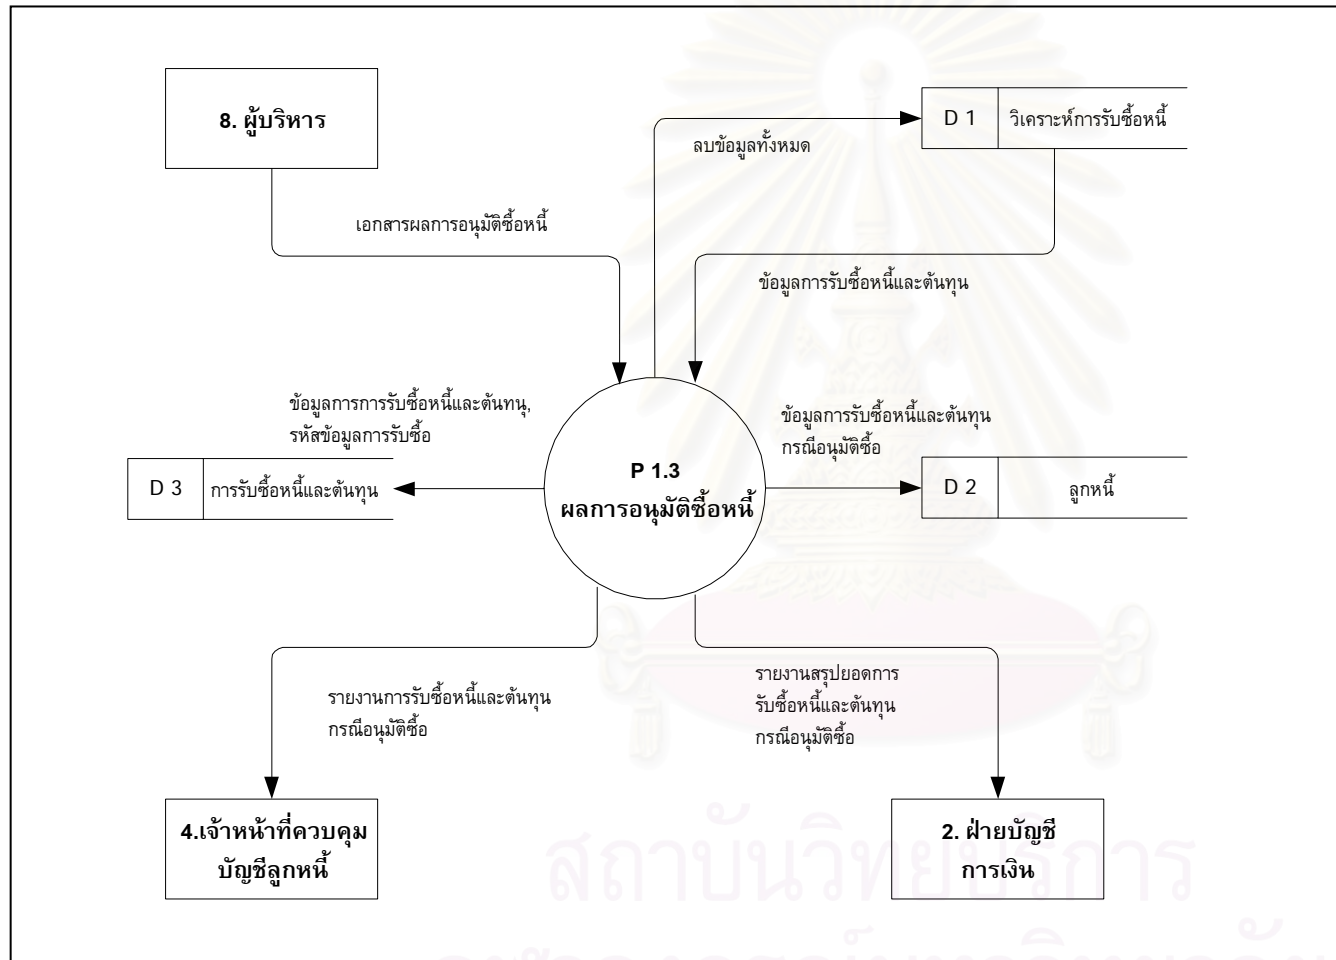 8. ผู้บริหาร
D 1
วิเคราะห์การรับซื้อหนี้
ลบข้อมูลทั้งหมด
เอกสารผลการอนุมัติซื้อหนี้
ข้อมูลการรับซื้อหนี้และต้นทุน
ข้อมูลการการรับซื้อหนี้และต้นทนุ,
รหัสข้อมูลการรับซื้อ
ข้อมูลการรับซื้อหนี้และต้นทุน
กรณีอนุมัติซื้อ
D 3
การรับซื้อหนี้และต้นทุน
P 1.3
ผลการอนุมัติซื้อหนี้
D 2
ลูกหนี้
รายงานการรับซื้อหนี้และต้นทุน
กรณีอนุมัติซื้อ
รายงานสรุปยอดการ
รับซื้อหนี้และต้นทุน
กรณีอนุมัติซื้อ
4.เจ้าหน้าที่ควบคุม
บัญชีลูกหนี้
2. ฝ่ายบัญชี
การเงิน
สถาบันวิทยบริการ